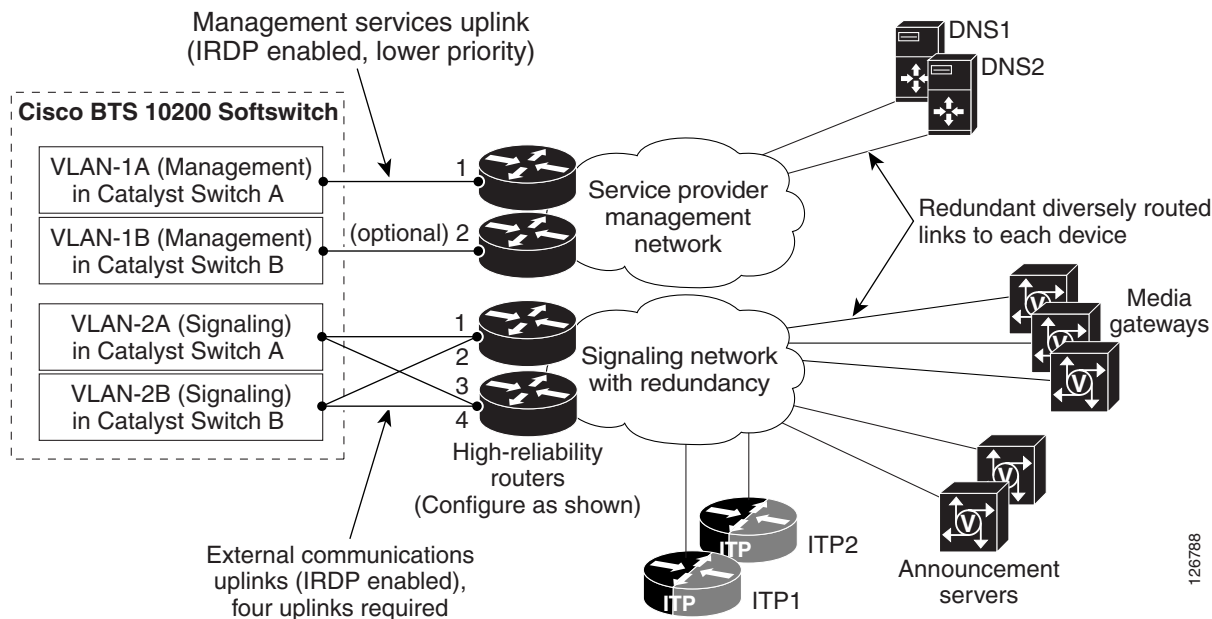 Management services uplink
(IRDP enabled, lower priority)
DNS1
DNS2
Cisco BTS 10200 Softswitch
VLAN-1A (Management)
in Catalyst Switch A
1
VLAN-1B (Management)
in Catalyst Switch B
(optional) 2
Service provider
management
network
Redundant diversely routed
links to each device
VLAN-2A (Signaling)
in Catalyst Switch A
1
2
VLAN-2B (Signaling)
in Catalyst Switch B
3
4
Signaling network
with redundancy
V
V
V
Media
gateways
High-reliability
routers
(Configure as shown)
External communications
uplinks (IRDP enabled),
four uplinks required
ITP
ITP2
ITP
ITP1
V
V
Announcement
servers
126788